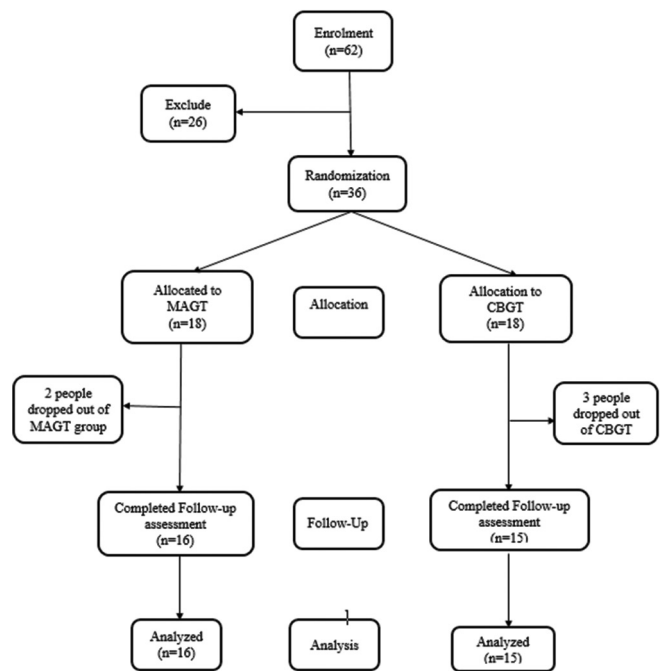 Enrolment
(n=62)
Exclude
(n=26)
Randomization
(n=36)
Allocated to
MAGT
(n=18)
Allocation
Allocation to
CBGT
(n=18)
2 people
dropped out of
MAGT group
3 people
dropped out
of CBGT
Completed Follow-up
assessment
(n=16)
Follow-Up
Completed Follow-up
assessment
(n=15)
Analyzed
(n=16)
Analysis
Analyzed
(n=15)